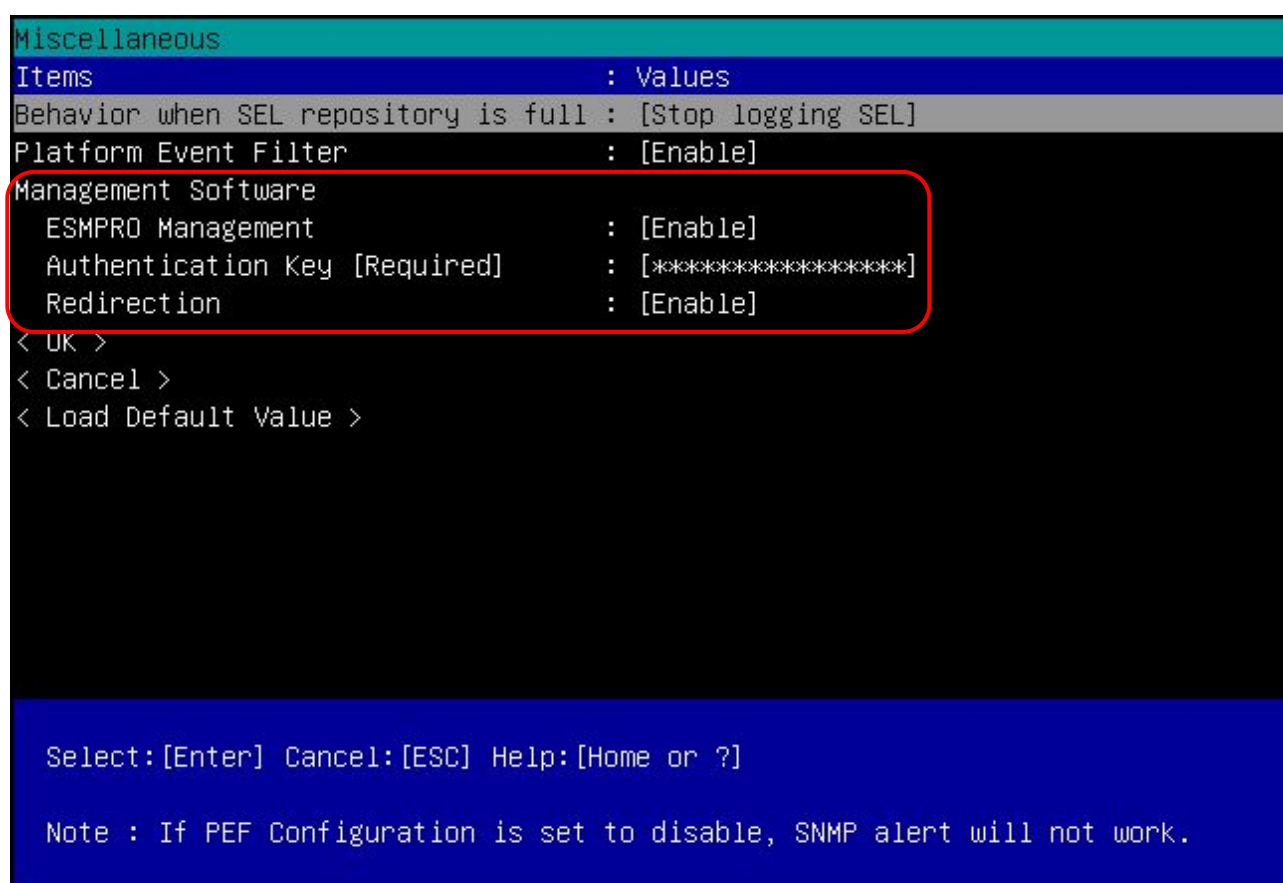 Miscellaneous
Items : Values
Behavior when SEL repository is full : [Stop logging SEL]
Platform Event Filter : [Enable]
Management Software
ESMPRO Management : [Enable]
Authentication Key [Required] : [****************]
Redirection : [Enable]
< OK >
< Cancel >
< Load Default Value >
Select:[Enter] Cancel:[ESC] Help:[Home or ?]
Note : If PEF Configuration is set to disable, SNMP alert will not work.